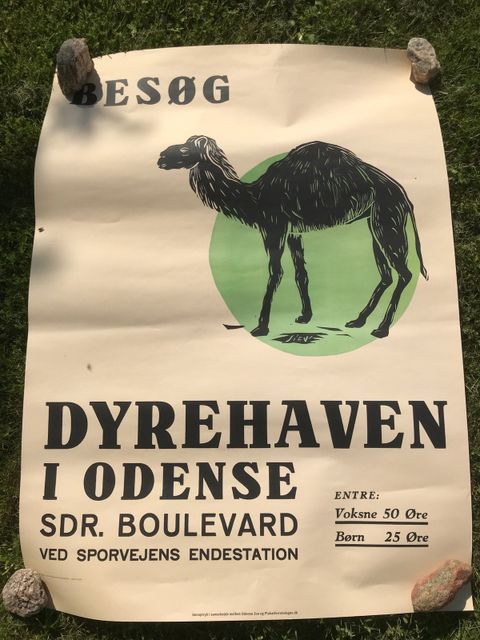 BESØG
DYREHAVEN
I ODENSE
SDR. BOULEVARD
VED SPORVEJENS ENDESTATION
ENTRE:
Voksne 50 Øre
Børn 25 Øre